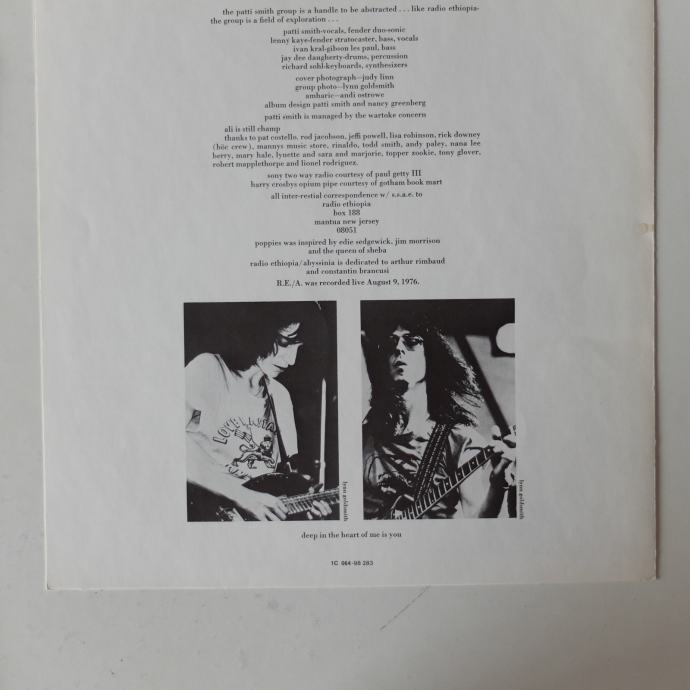 the patti smith group is a handle to be abstracted . . . like radio ethiopia-
the group is a field of exploration . . .
patti smith-vocals, fender duo-sonic
lenny kaye-fender stratocaster, bass, vocals
ivan kral-gibson les paul, bass
jay dee daugherty-drums, percussion
richard sohl-keyboards, synthesizers
cover photograph—judy linn
group photo—lynn goldsmith
amharic—andi ostrowe
album design patti smith and nancy greenberg
patti smith is managed by the wartoke concern
ali is still champ
thanks to pat costello, rod jacobson, jeffi powell, lisa robinson, rick downey
(böc crew), mannys music store, rinaldo, todd smith, andy paley, nana lee
berry, mary hale, lynette and sara and marjorie, topper zookie, tony glover,
robert mapplethorpe and lionel rodriguez.
sony two way radio courtesy of paul getty III
harry crosbys opium pipe courtesy of gotham book mart
all inter-restial correspondence w/ s.s.a.e. to
radio ethiopia
box 188
mantua new jersey
08051
poppies was inspired by edie sedgewick, jim morrison
and the queen of sheba
radio ethiopia/abyssinia is dedicated to arthur rimbaud
and constantin brancusi
R.E./A. was recorded live August 9, 1976.
lynn goldsmith
lynn goldsmith
deep in the heart of me is you
1C 064-98 283